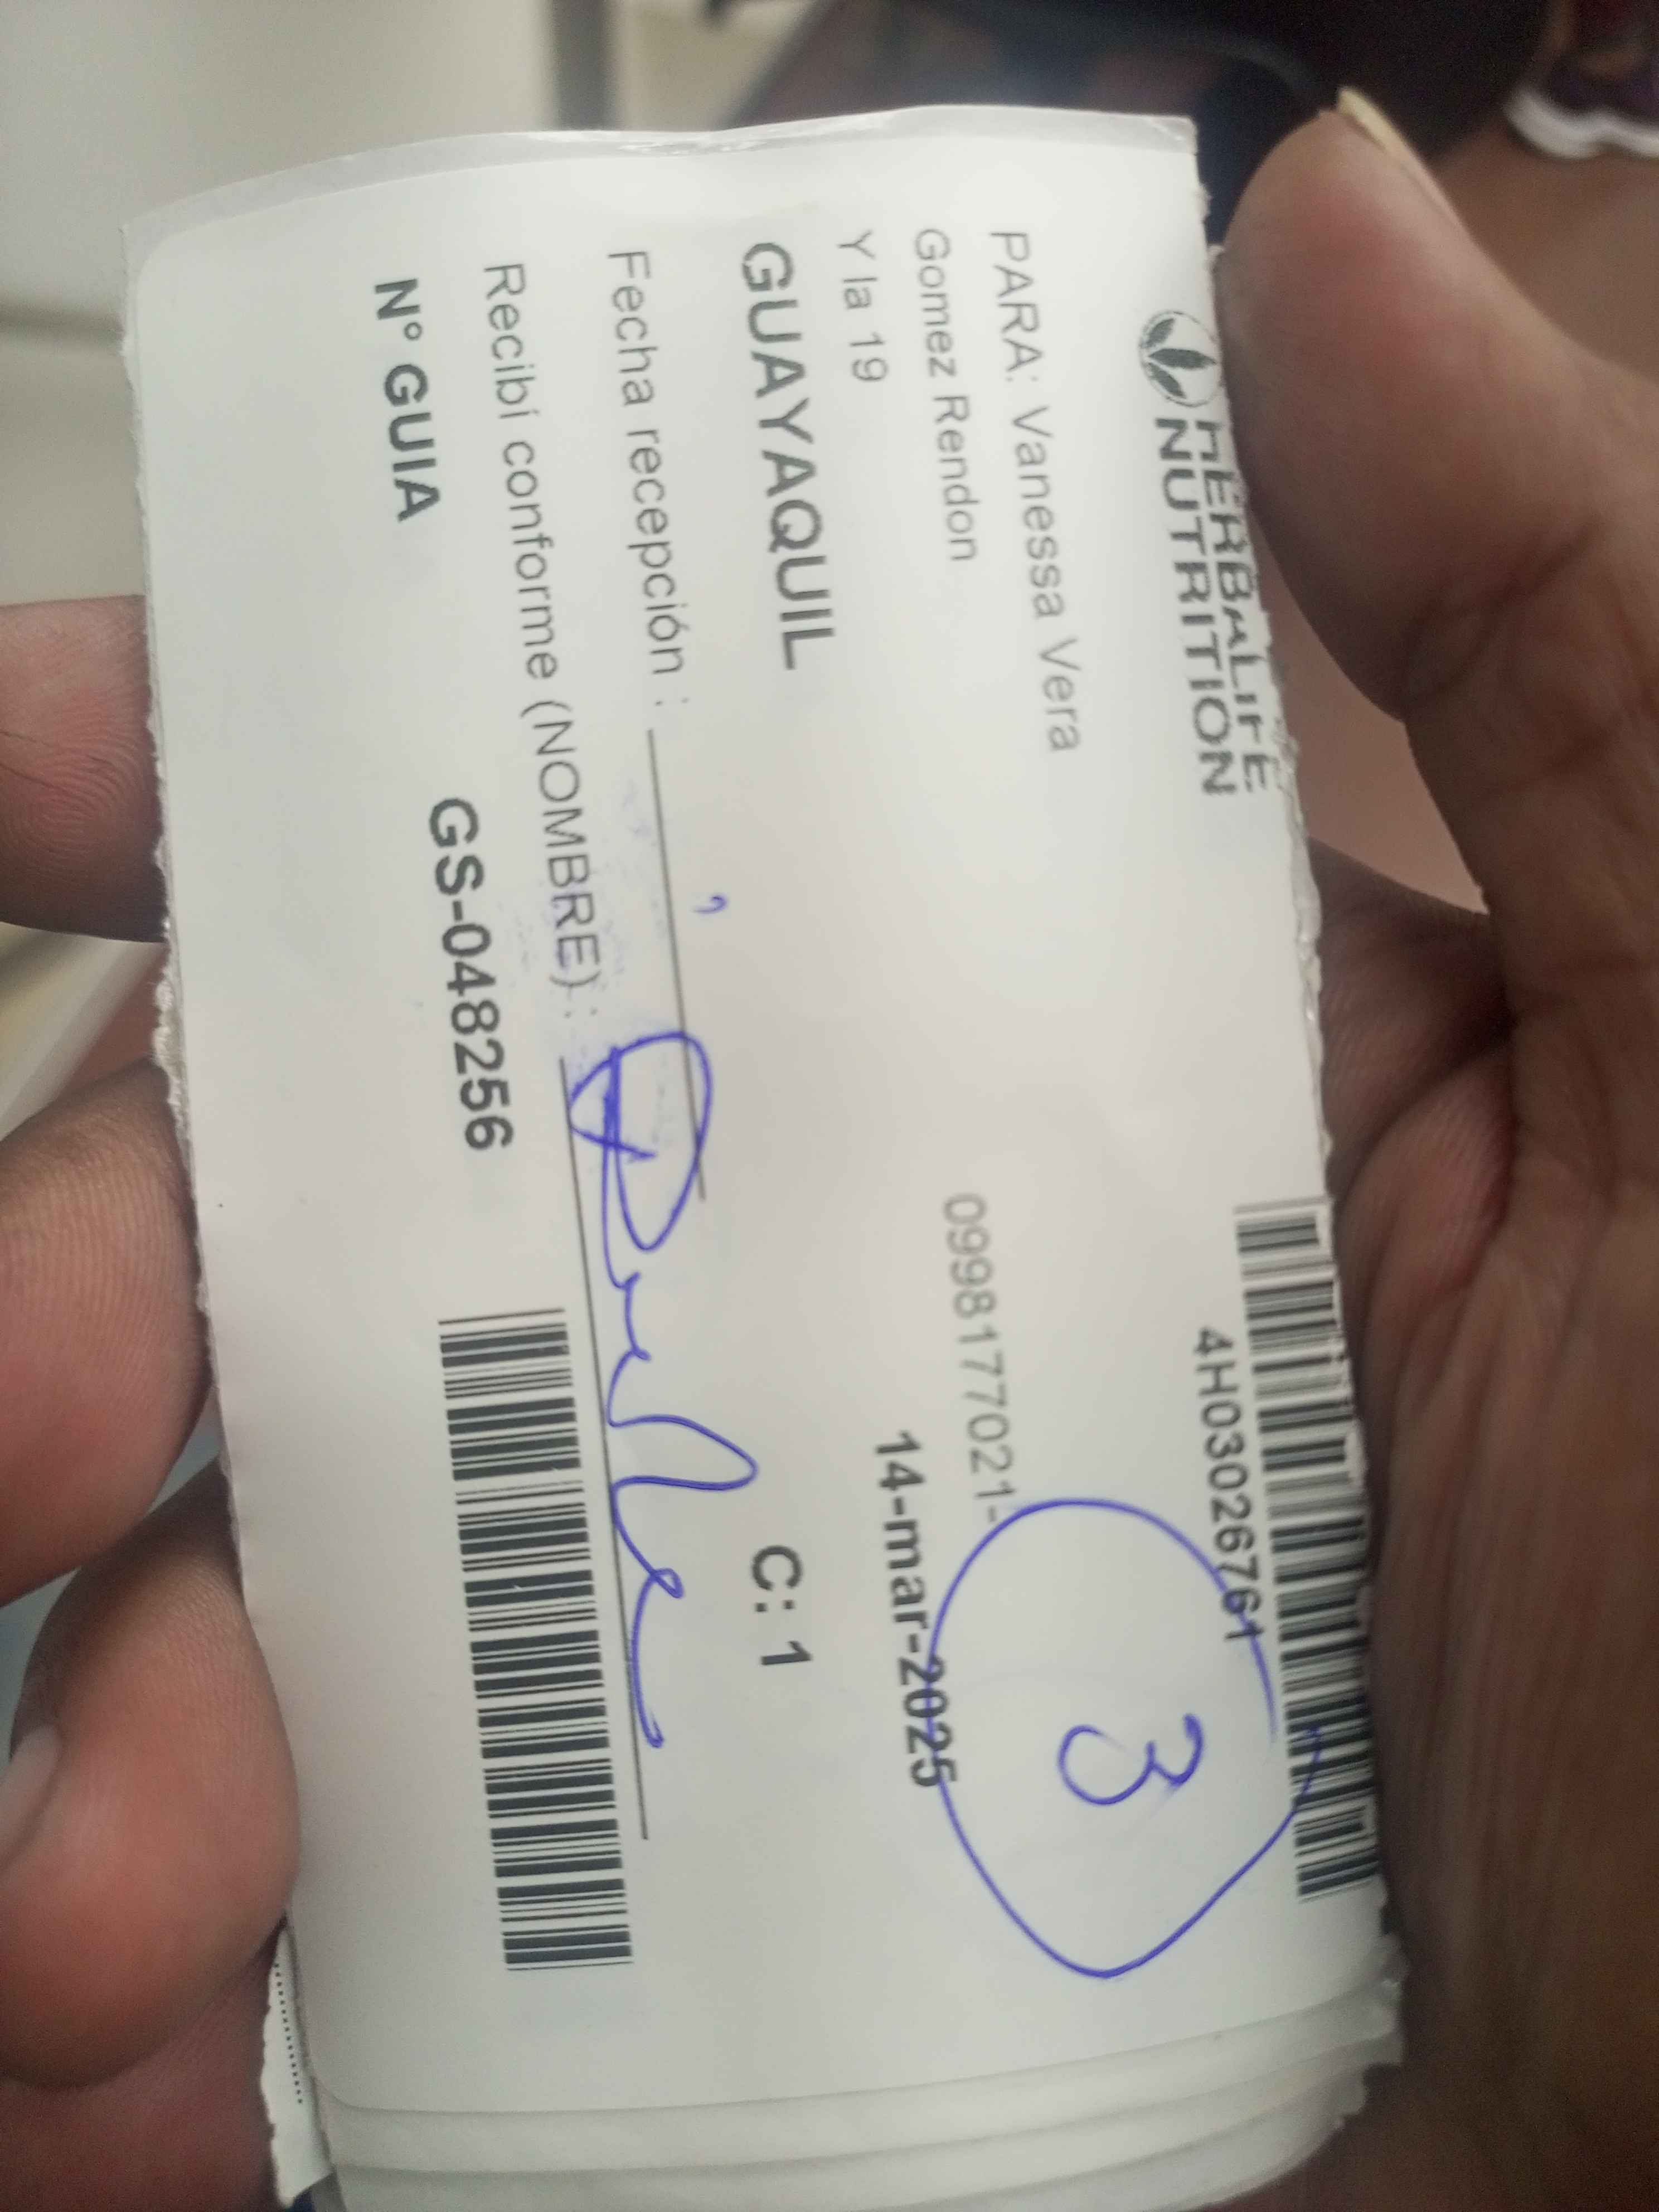 HERBALIFE
NUTRITION
4H03026761
PARA: Vanessa Vera
3
Gomez Rendon
0998177021-
Y la 19
14-mar-2025
GUAYAQUIL
C: 1
Fecha recepción :
Recibí conforme (NOMBRE) :
N° GUIA
GS-048256